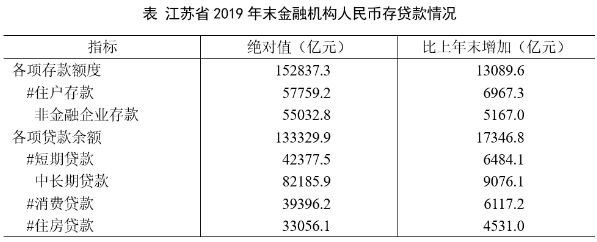 表 江苏省 2019 年末金融机构人民币存贷款情况
指标 绝对值（亿元） 比上年末增加（亿元）
各项存款额度 152837.3 13089.6
#住户存款 57759.2 6967.3
非金融企业存款 55032.8 5167.0
各项贷款余额 133329.9 17346.8
#短期贷款 42377.5 6484.1
中长期贷款 82185.9 9076.1
#消费贷款 39396.2 6117.2
#住房贷款 33056.1 4531.0